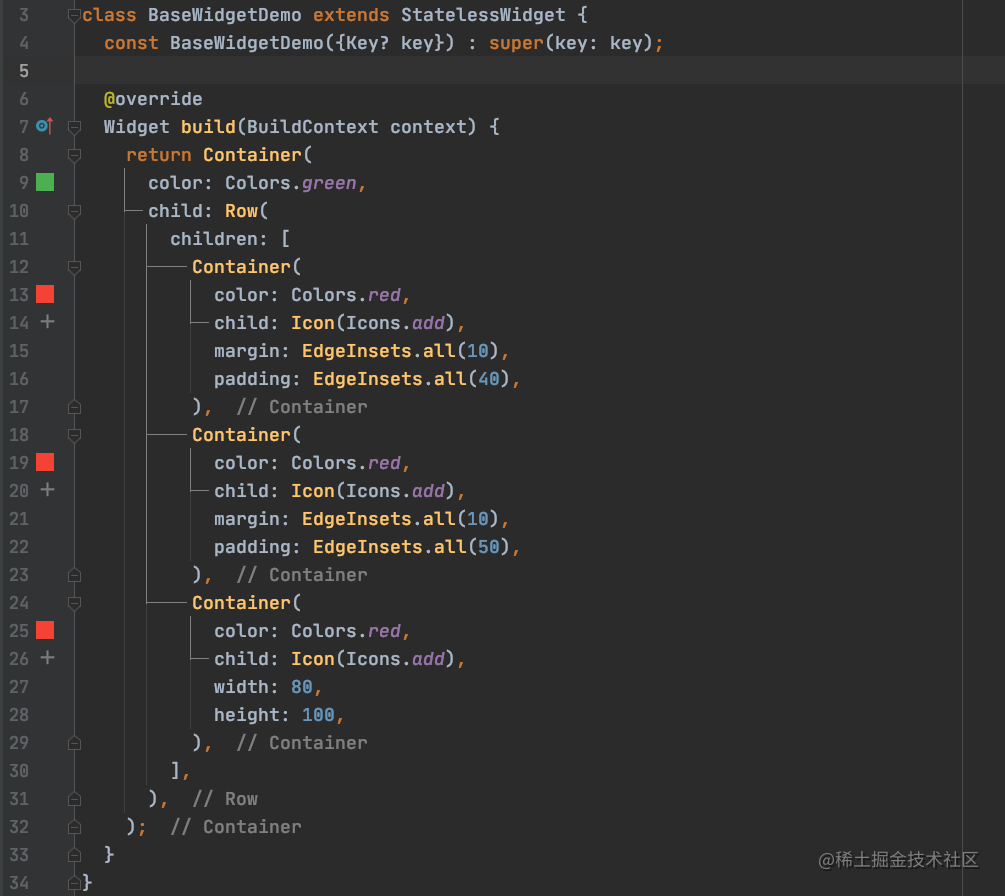 3 class BaseWidgetDemo extends StatelessWidget {
4   const BaseWidgetDemo({Key? key}) : super(key: key);
5
6   @override
7   Widget build(BuildContext context) {
8     return Container(
9       color: Colors.green,
10       child: Row(
11         children: [
12           Container(
13             color: Colors.red,
14             child: Icon(Icons.add),
15             margin: EdgeInsets.all(10),
16             padding: EdgeInsets.all(40),
17           ),  // Container
18           Container(
19             color: Colors.red,
20             child: Icon(Icons.add),
21             margin: EdgeInsets.all(10),
22             padding: EdgeInsets.all(50),
23           ),  // Container
24           Container(
25             color: Colors.red,
26             child: Icon(Icons.add),
27             width: 80,
28             height: 100,
29           ),  // Container
30         ],
31       ),  // Row
32     );  // Container
33   }
34 }
@稀土掘金技术社区